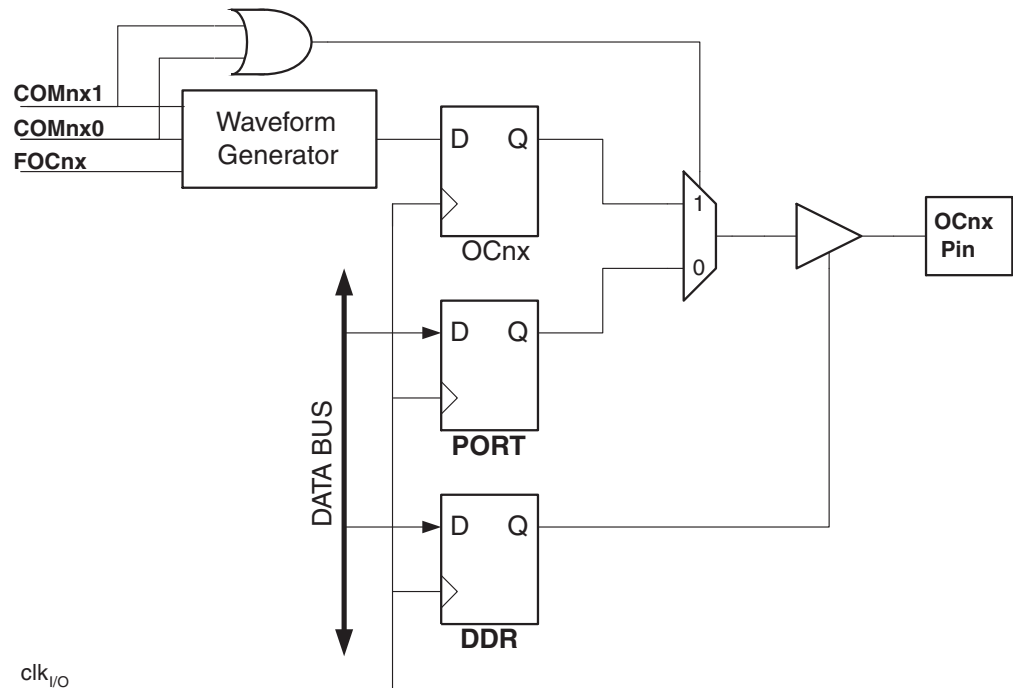 COMnx1
COMnx0
FOCnx
Waveform
Generator
D Q
OCnx
1
0
OCnx
Pin
D Q
PORT
D Q
DDR
DATA BUS
clkI/O